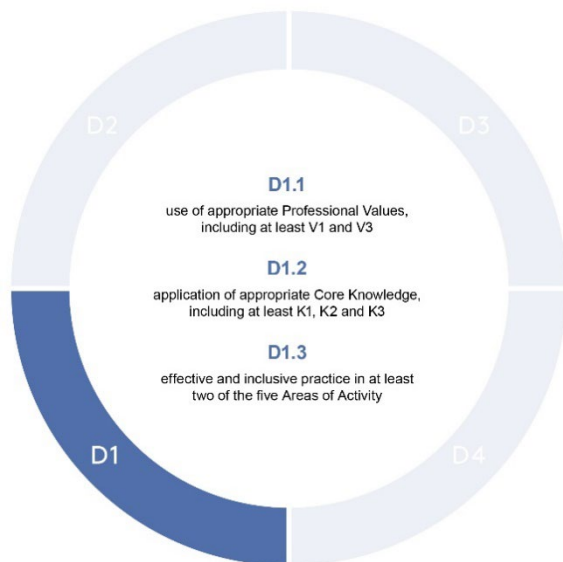 D2
D3
D1.1
use of appropriate Professional Values,
including at least V1 and V3
D1.2
application of appropriate Core Knowledge,
including at least K1, K2 and K3
D1.3
effective and inclusive practice in at least
two of the five Areas of Activity
D1
D4